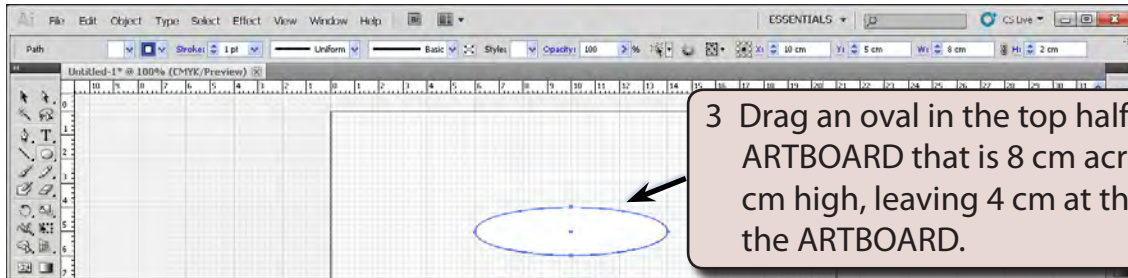 Ai File Edit Object Type Select Effect View Window Help Br ESSENTIALS CS Live
Path Stroke: 1 pt Uniform Basic Style: Opacity: 100 % X: 10 cm Y: 5 cm W: 8 cm H: 2 cm
Untitled-1* @ 100% (CMYK/Preview)
3 Drag an oval in the top half
ARTBOARD that is 8 cm acr
cm high, leaving 4 cm at th
the ARTBOARD.